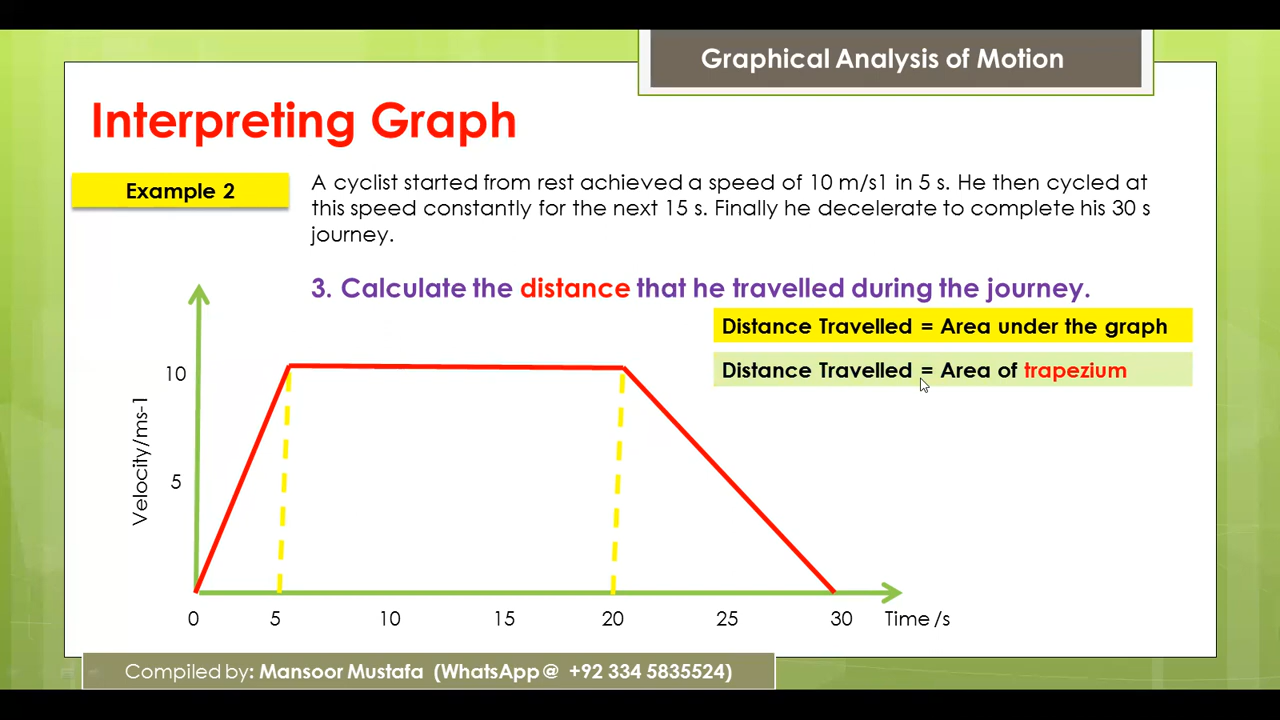 Graphical Analysis of Motion
Interpreting Graph
Example 2
A cyclist started from rest achieved a speed of 10 m/s1 in 5 s. He then cycled at
this speed constantly for the next 15 s. Finally he decelerate to complete his 30 s
journey.
3. Calculate the distance that he travelled during the journey.
Distance Travelled = Area under the graph
Distance Travelled = Area of trapezium
10
5
Velocity/ms-1
0 5 10 15 20 25 30 Time /s
Compiled by: Mansoor Mustafa (WhatsApp @ +92 334 5835524)